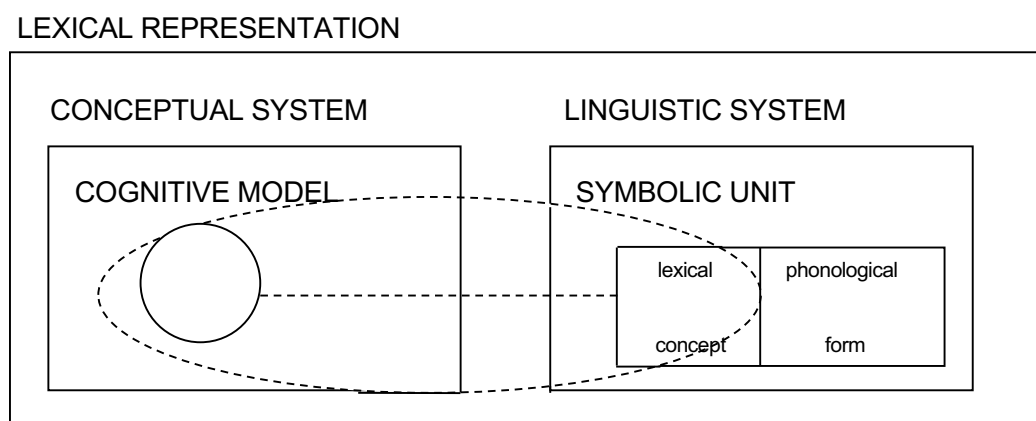 LEXICAL REPRESENTATION
CONCEPTUAL SYSTEM
LINGUISTIC SYSTEM
COGNITIVE MODEL
SYMBOLIC UNIT
lexical
phonological
concept
form